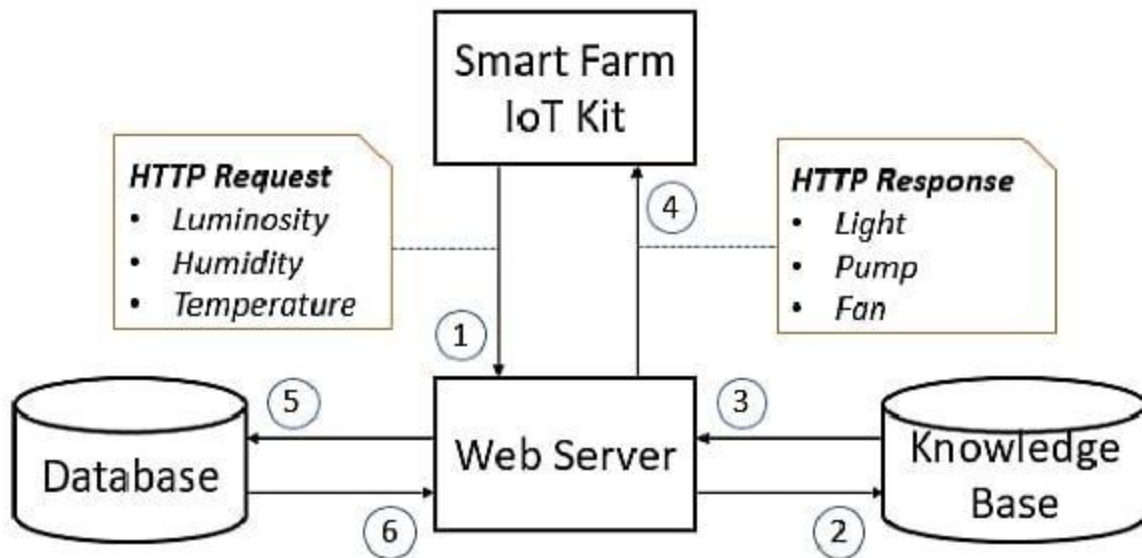 Smart Farm
IoT Kit
HTTP Request
• Luminosity
• Humidity
• Temperature
HTTP Response
• Light
• Pump
• Fan
4
1
5
3
Database
Web Server
Knowledge
Base
6
2